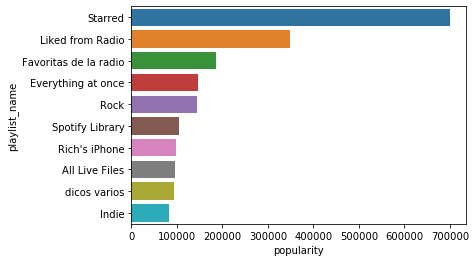 Starred
Liked from Radio
Favoritas de la radio
Everything at once
Rock
Spotify Library
Rich's iPhone
All Live Files
dicos varios
Indie
playlist_name
0 100000 200000 300000 400000 500000 600000 700000
popularity